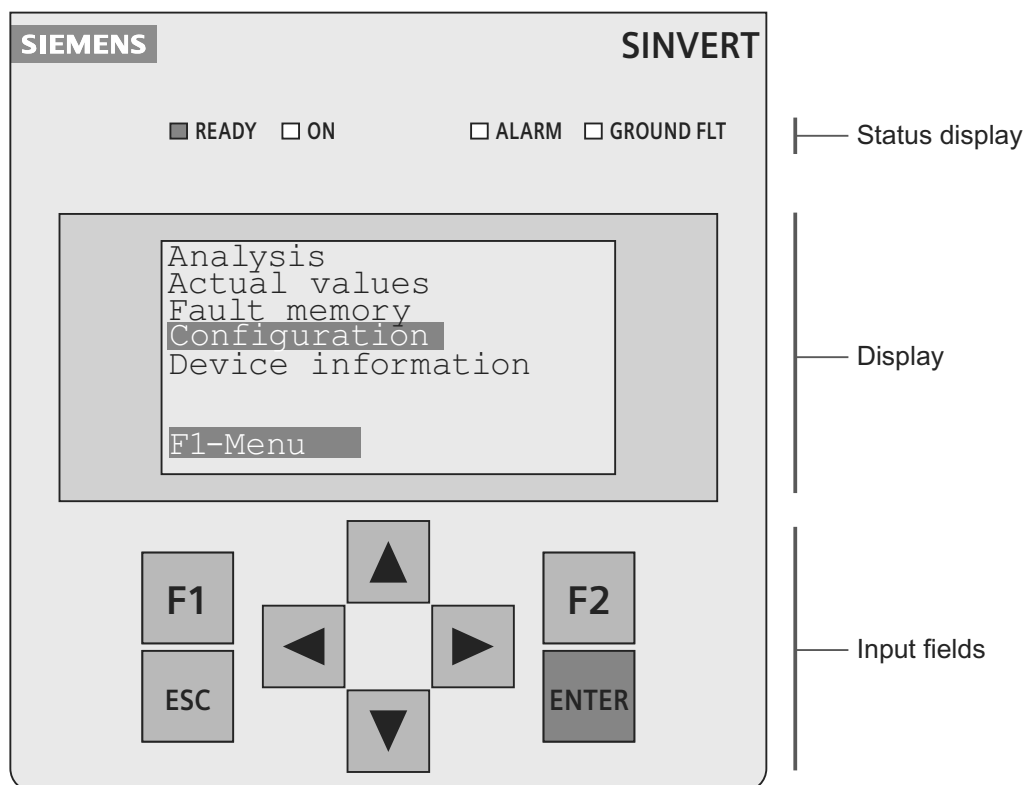 SIEMENS
SINVERT
READY ON ALARM GROUND FLT
Status display
Analysis
Actual values
Fault memory
Configuration
Device information
F1-Menu
Display
F1
F2
ESC
ENTER
Input fields